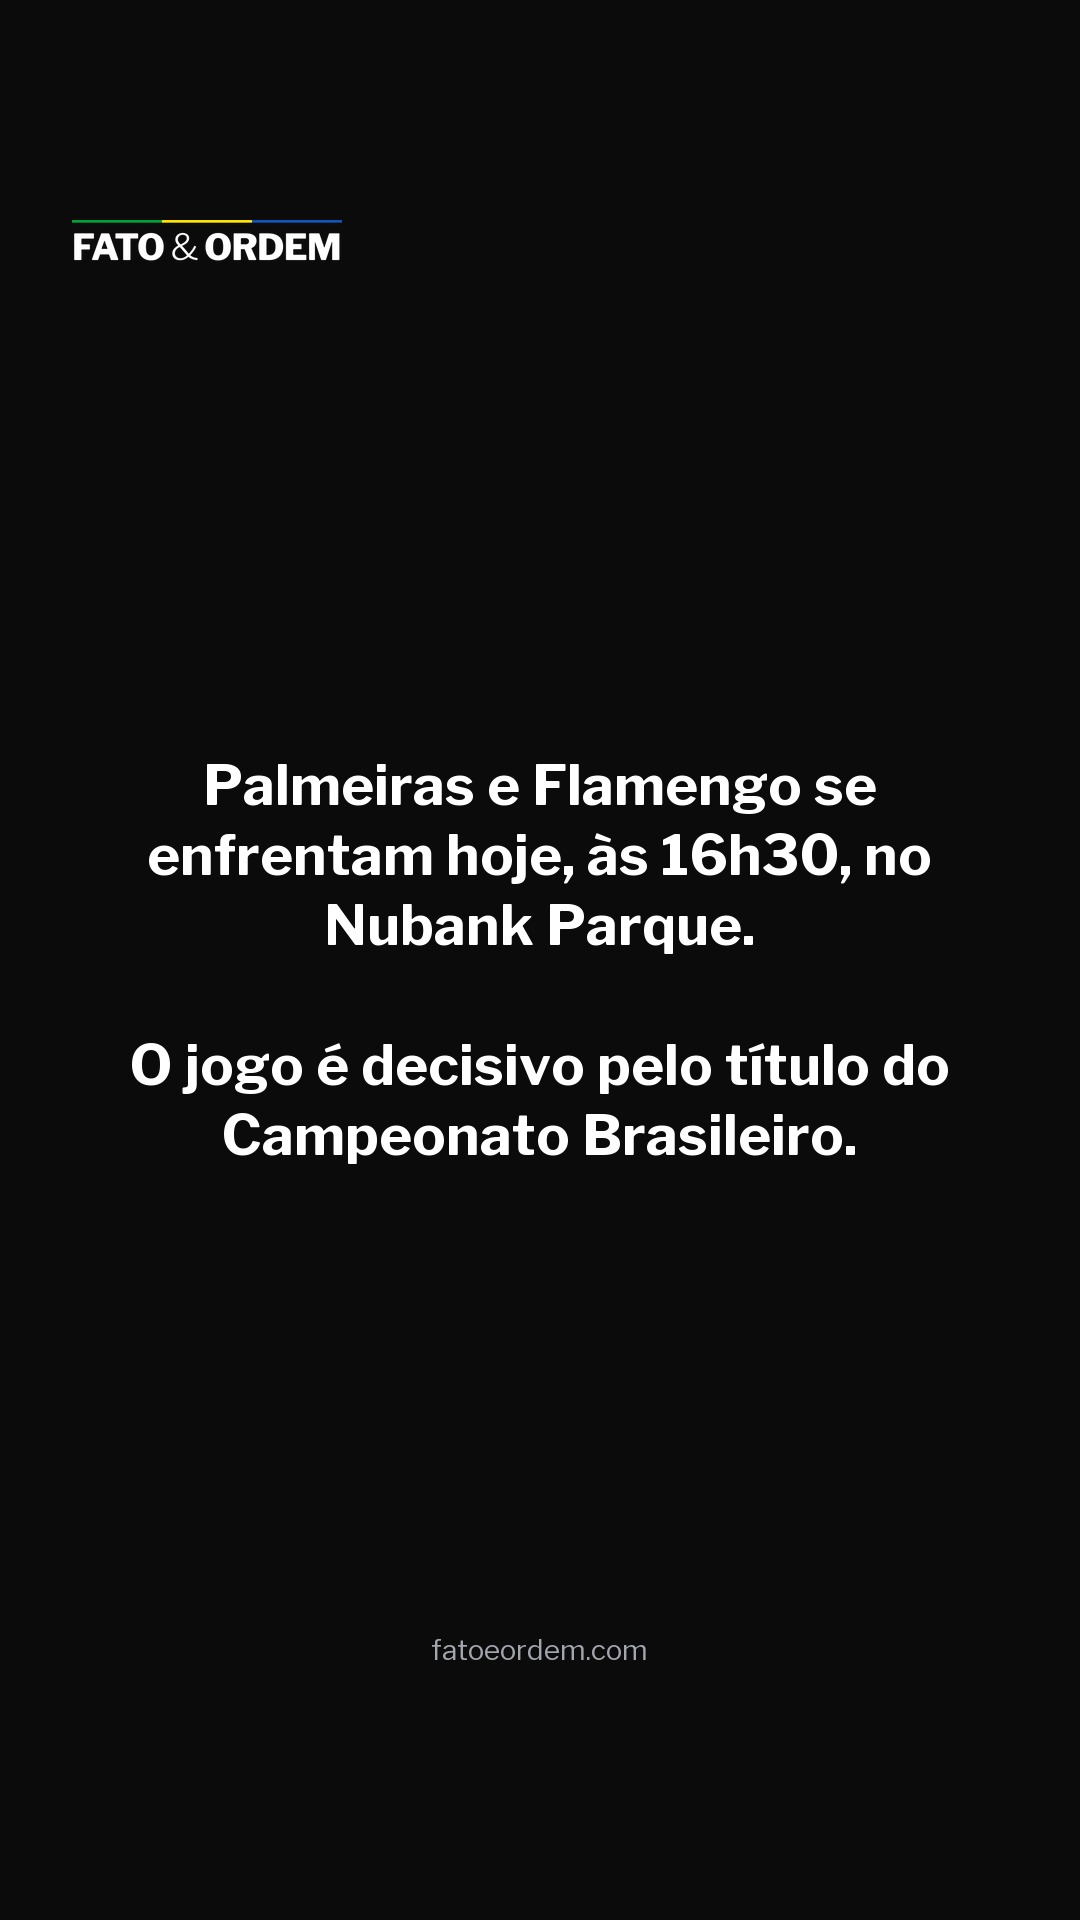 FATO & ORDEM
Palmeiras e Flamengo se
enfrentam hoje, às 16h30, no
Nubank Parque.
O jogo é decisivo pelo título do
Campeonato Brasileiro.
fatoeordem.com